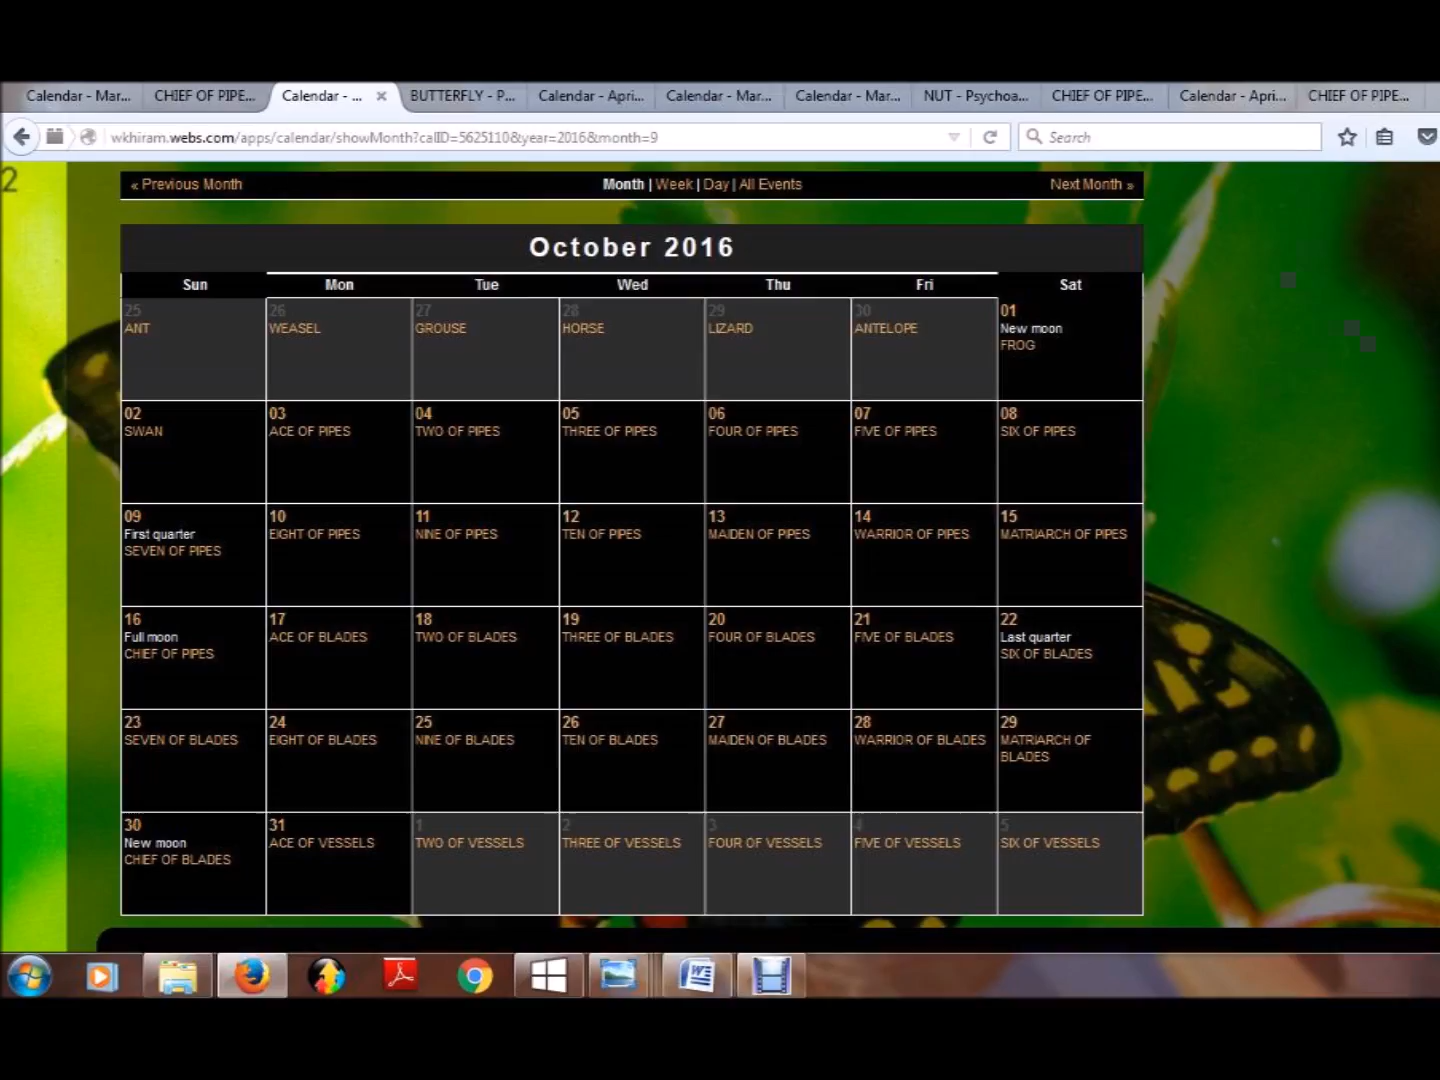 Calendar - Mar...
CHIEF OF PIPE...
Calendar - ...
BUTTERFLY - P...
Calendar - Apri...
Calendar - Mar...
Calendar - Mar...
NUT - Psychoa...
CHIEF OF PIPE...
Calendar - Apri...
CHIEF OF PIPE...
wkhiram.webs.com/apps/calendar/showMonth?calID=5625110&year=2016&month=9
Search
2
« Previous Month
Month | Week | Day | All Events
Next Month »
October 2016
Sun Mon Tue Wed Thu Fri Sat
25
ANT
26
WEASEL
27
GROUSE
28
HORSE
29
LIZARD
30
ANTELOPE
01
New moon
FROG
02
SWAN
03
ACE OF PIPES
04
TWO OF PIPES
05
THREE OF PIPES
06
FOUR OF PIPES
07
FIVE OF PIPES
08
SIX OF PIPES
09
First quarter
SEVEN OF PIPES
10
EIGHT OF PIPES
11
NINE OF PIPES
12
TEN OF PIPES
13
MAIDEN OF PIPES
14
WARRIOR OF PIPES
15
MATRIARCH OF PIPES
16
Full moon
CHIEF OF PIPES
17
ACE OF BLADES
18
TWO OF BLADES
19
THREE OF BLADES
20
FOUR OF BLADES
21
FIVE OF BLADES
22
Last quarter
SIX OF BLADES
23
SEVEN OF BLADES
24
EIGHT OF BLADES
25
NINE OF BLADES
26
TEN OF BLADES
27
MAIDEN OF BLADES
28
WARRIOR OF BLADES
29
MATRIARCH OF
BLADES
30
New moon
CHIEF OF BLADES
31
ACE OF VESSELS
1
TWO OF VESSELS
2
THREE OF VESSELS
3
FOUR OF VESSELS
4
FIVE OF VESSELS
5
SIX OF VESSELS